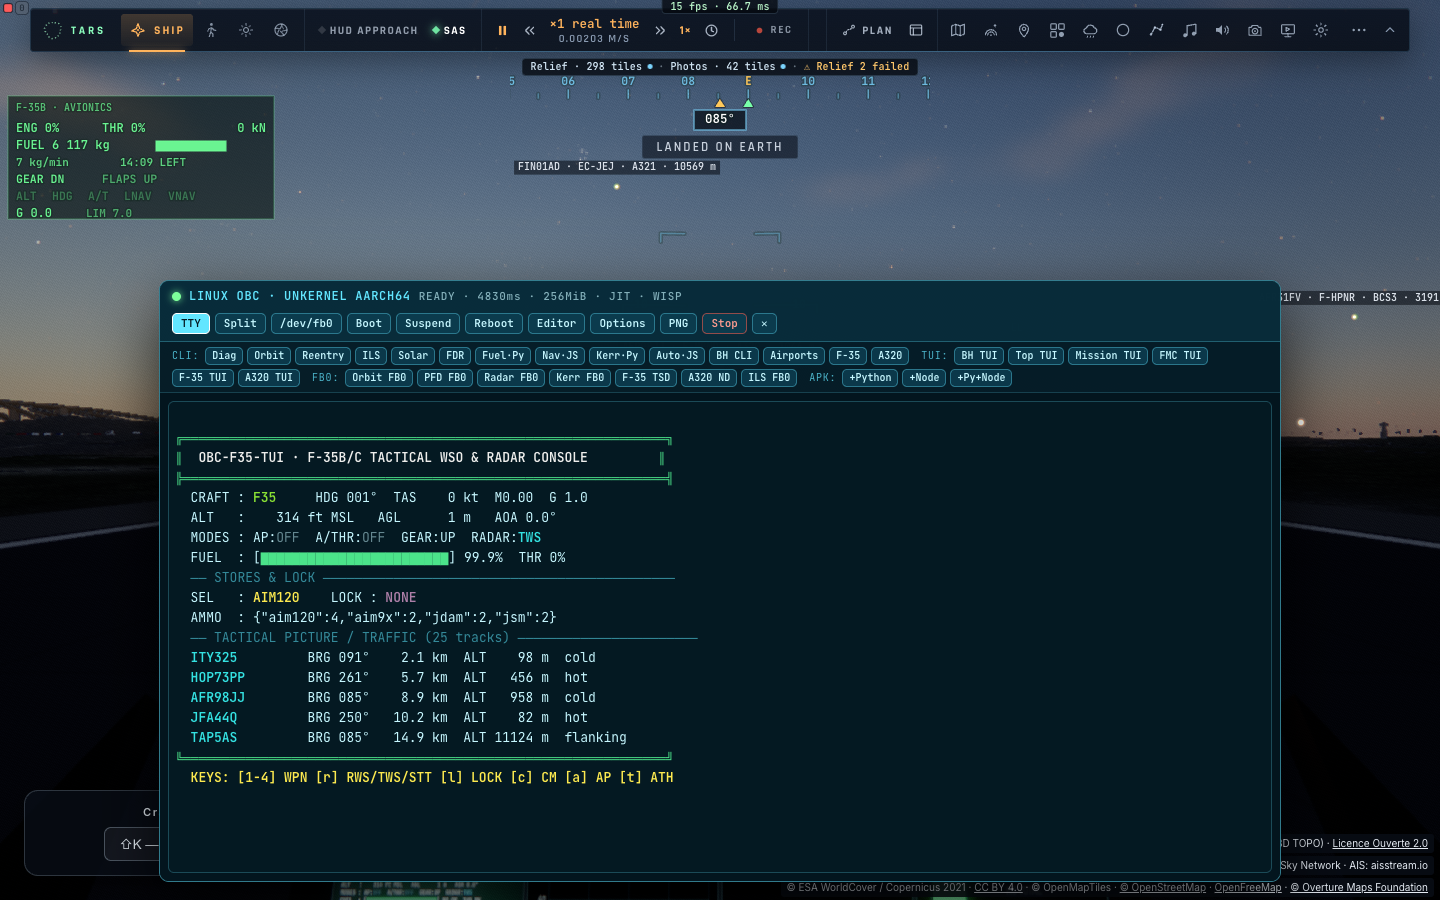 0
15 fps · 66.7 ms
TARS SHIP HUD APPROACH SAS ×1 real time 1× REC PLAN
0.00203 M/S
Relief · 298 tiles · Photos · 42 tiles · ⚠ Relief 2 failed
5 06 07 08 E 10 11
085°
LANDED ON EARTH
FIN01AD · EC-JEJ · A321 · 10569 m
F-35B · AVIONICS
ENG 0% THR 0% 0 kN
FUEL 6 117 kg
7 kg/min 14:09 LEFT
GEAR DN FLAPS UP
ALT HDG A/T LNAV VNAV
G 0.0 LIM 7.0
1FV · F-HPNR · BCS3 · 3191
LINUX OBC · UNKERNEL AARCH64 READY · 4830ms · 256MiB · JIT · WISP
TTY Split /dev/fb0 Boot Suspend Reboot Editor Options PNG Stop ×
CLI: Diag Orbit Reentry ILS Solar FDR Fuel·Py Nav·JS Kerr·Py Auto·JS BH CLI Airports F-35 A320 TUI: BH TUI Top TUI Mission TUI FMC TUI
F-35 TUI A320 TUI FB0: Orbit FB0 PFD FB0 Radar FB0 Kerr FB0 F-35 TSD A320 ND ILS FB0 APK: +Python +Node +Py+Node
OBC-F35-TUI · F-35B/C TACTICAL WSO & RADAR CONSOLE
CRAFT : F35 HDG 001° TAS 0 kt M0.00 G 1.0
ALT : 314 ft MSL AGL 1 m AOA 0.0°
MODES : AP:OFF A/THR:OFF GEAR:UP RADAR:TWS
FUEL : [████████████████████████] 99.9% THR 0%
── STORES & LOCK ──
SEL : AIM120 LOCK : NONE
AMMO : {"aim120":4,"aim9x":2,"jdam":2,"jsm":2}
── TACTICAL PICTURE / TRAFFIC (25 tracks) ──
ITY325 BRG 091° 2.1 km ALT 98 m cold
HOP73PP BRG 261° 5.7 km ALT 456 m hot
AFR98JJ BRG 085° 8.9 km ALT 958 m cold
JFA44Q BRG 250° 10.2 km ALT 82 m hot
TAP5AS BRG 085° 14.9 km ALT 11124 m flanking
KEYS: [1-4] WPN [r] RWS/TWS/STT [l] LOCK [c] CM [a] AP [t] ATH
Cr
⇧K —
D TOPO) · Licence Ouverte 2.0
Sky Network · AIS: aisstream.io
© ESA WorldCover / Copernicus 2021 · CC BY 4.0 · © OpenMapTiles · © OpenStreetMap · OpenFreeMap · © Overture Maps Foundation